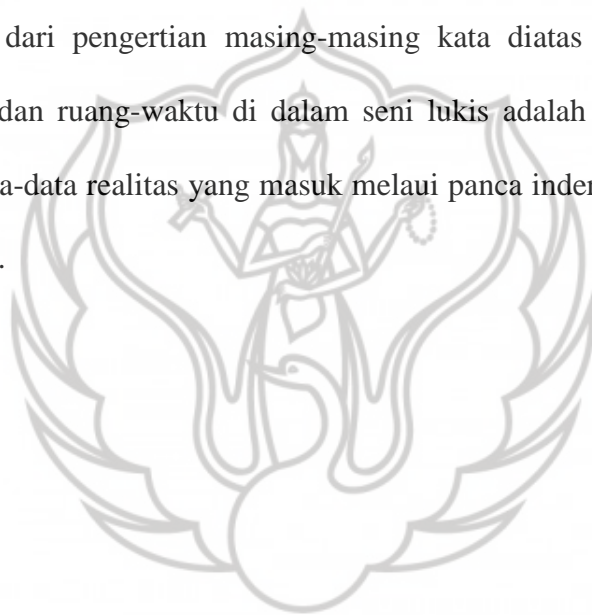 dari pengertian masing-masing kata diatas
dan ruang-waktu di dalam seni lukis adalah
a-data realitas yang masuk melaui panca inder
.